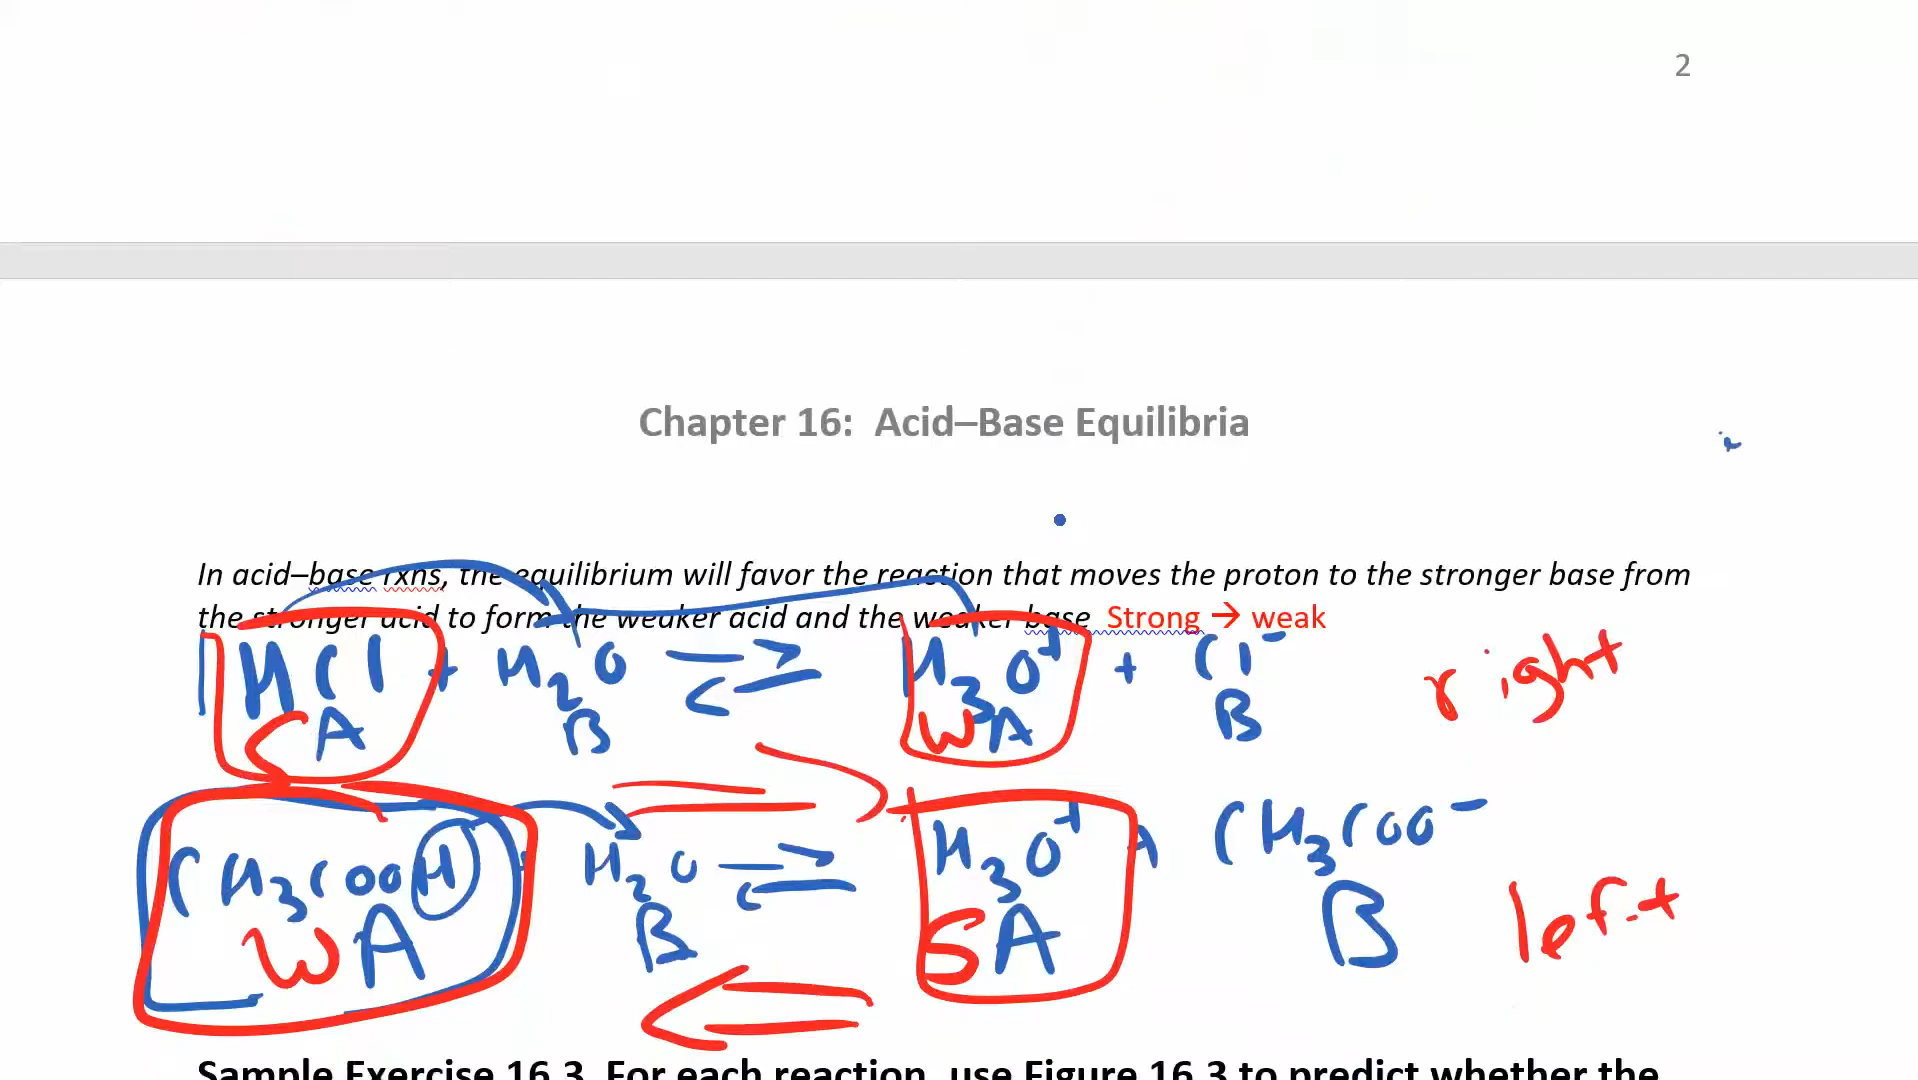 2
Chapter 16:  Acid–Base Equilibria
In acid–base rxns, the equilibrium will favor the reaction that moves the proton to the stronger base from
the stronger acid to form the weaker acid and the weaker base  Strong → weak
HCl + H2O ⇌ H3O+ + Cl−  right
SA B WA B
CH3COOH + H2O ⇌ H3O+ + CH3COO−
WA B SA B left
Sample Exercise 16.3  For each reaction, use Figure 16.3 to predict whether the